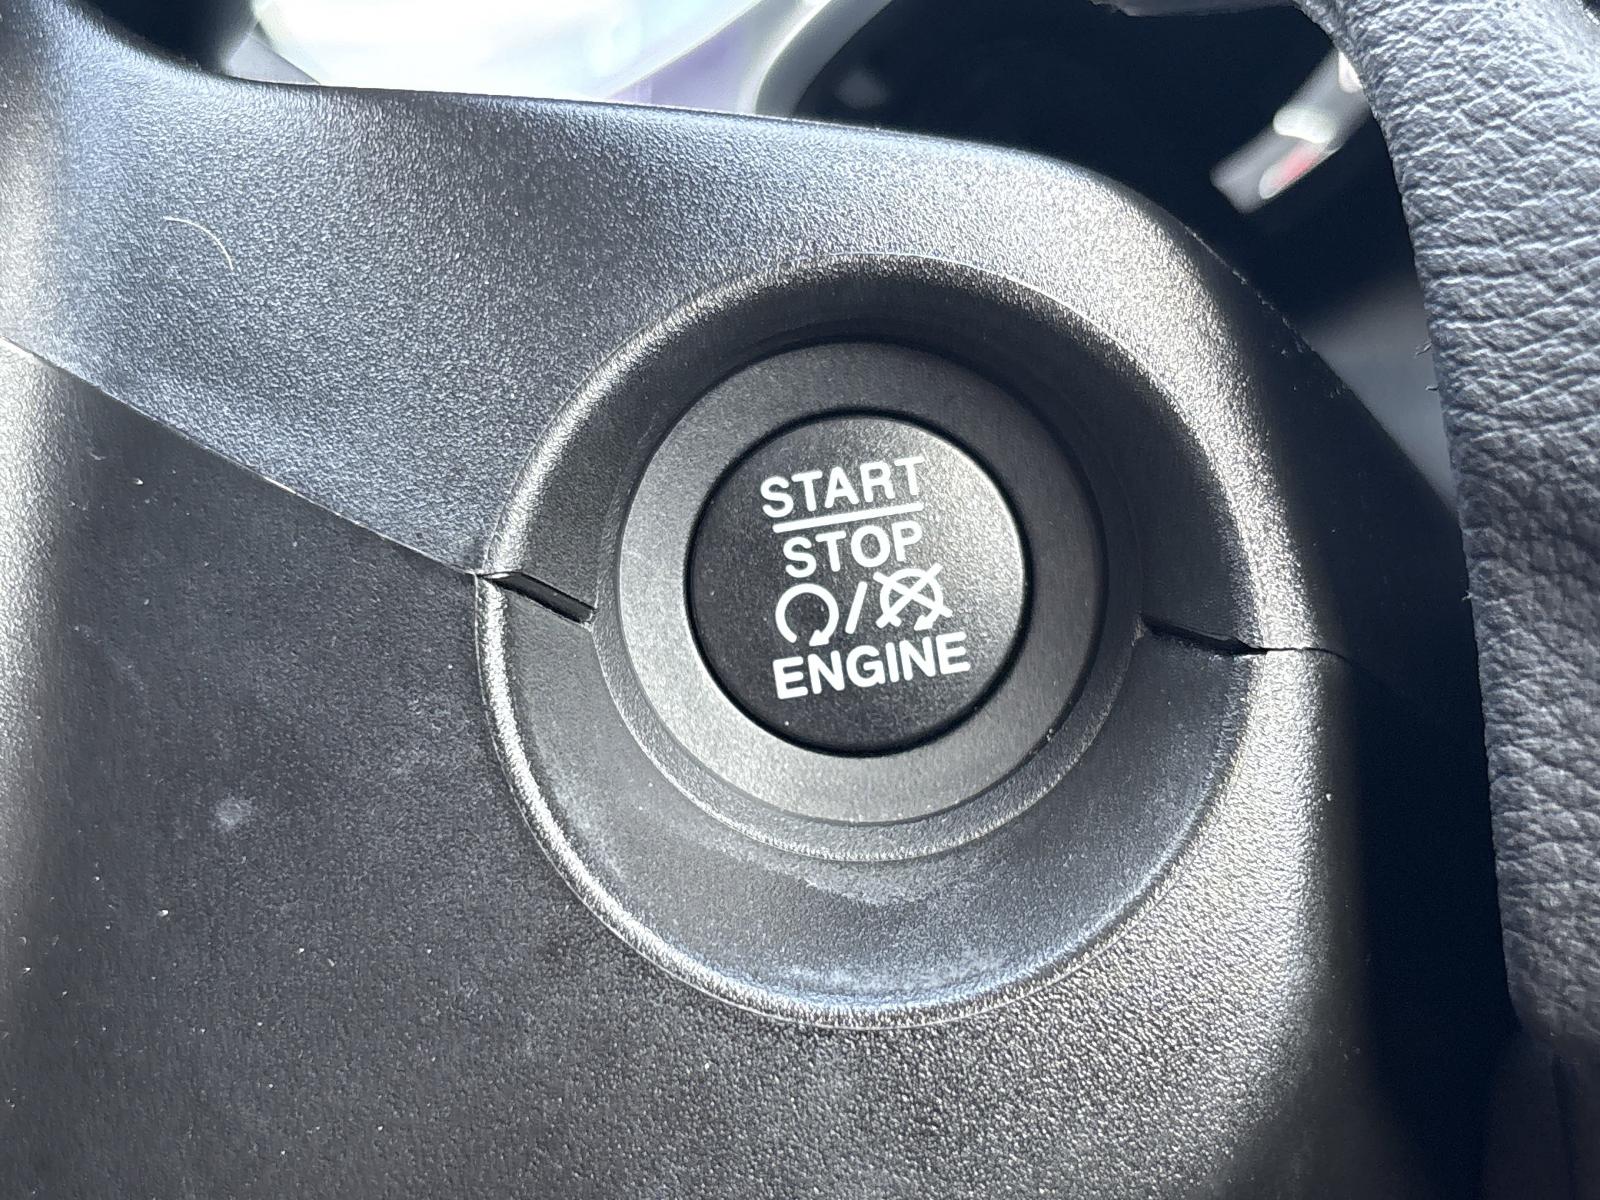 START
STOP
/
ENGINE